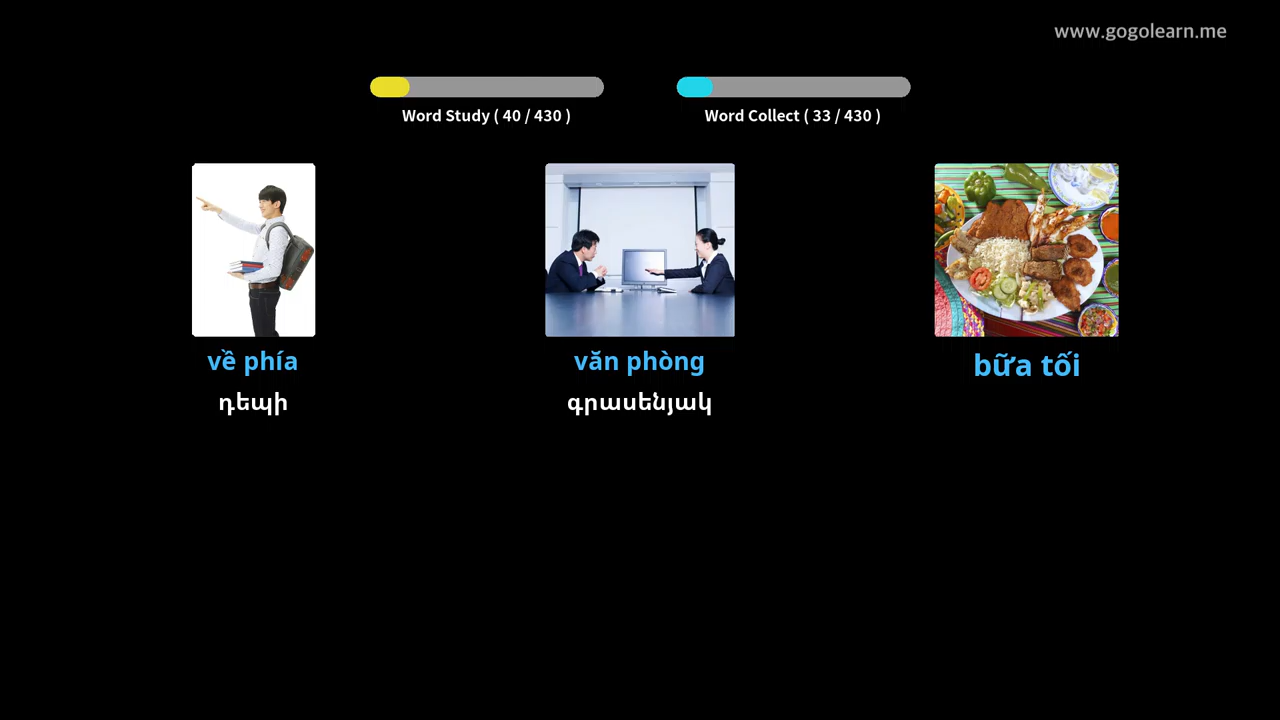 www.gogolearn.me
Word Study ( 40 / 430 )
Word Collect ( 33 / 430 )
về phía
դեպի
văn phòng
գրասենյակ
bữa tối